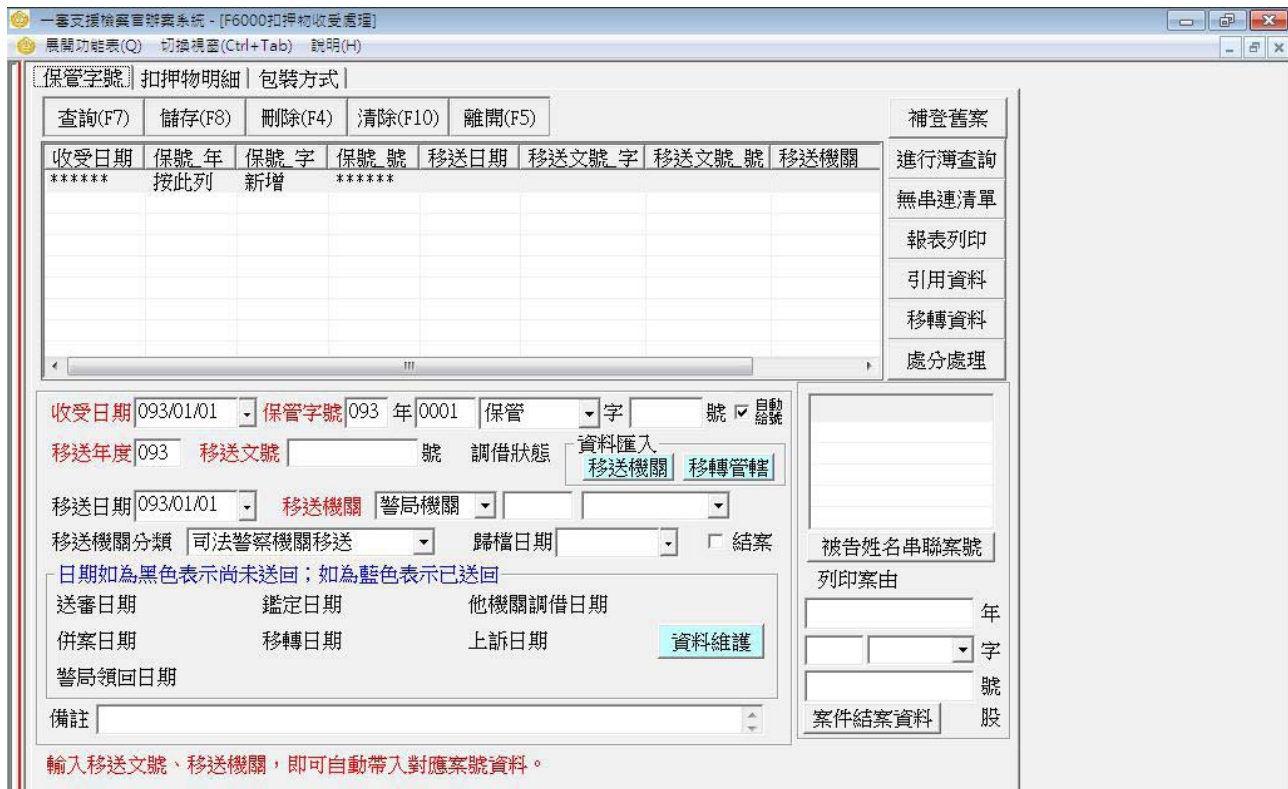 一審支援檢察官辦案系統 - [F6000扣押物收受處理]
展開功能表(Q) 切換視窗(Ctrl+Tab) 說明(H)
保管字號 扣押物明細 包裝方式
查詢(F7) 儲存(F8) 刪除(F4) 清除(F10) 離開(F5) 補登舊案
收受日期 保號_年 保號_字 保號_號 移送日期 移送文號_字 移送文號_號 移送機關 進行簿查詢
****** 按此列 新增 ******
無串連清單
報表列印
引用資料
移轉資料
處分處理
收受日期 093/01/01 保管字號 093 年 0001 保管 字 號 自動給號
移送年度 093 移送文號 號 調借狀態 資料匯入
移送機關 移轉管轄
移送日期 093/01/01 移送機關 警局機關
移送機關分類 司法警察機關移送 歸檔日期 結案 被告姓名串聯案號
日期如為黑色表示尚未送回；如為藍色表示已送回 列印案由
送審日期 鑑定日期 他機關調借日期 年
併案日期 移轉日期 上訴日期 資料維護 字
警局領回日期 號
備註 案件結案資料 股
輸入移送文號、移送機關，即可自動帶入對應案號資料。